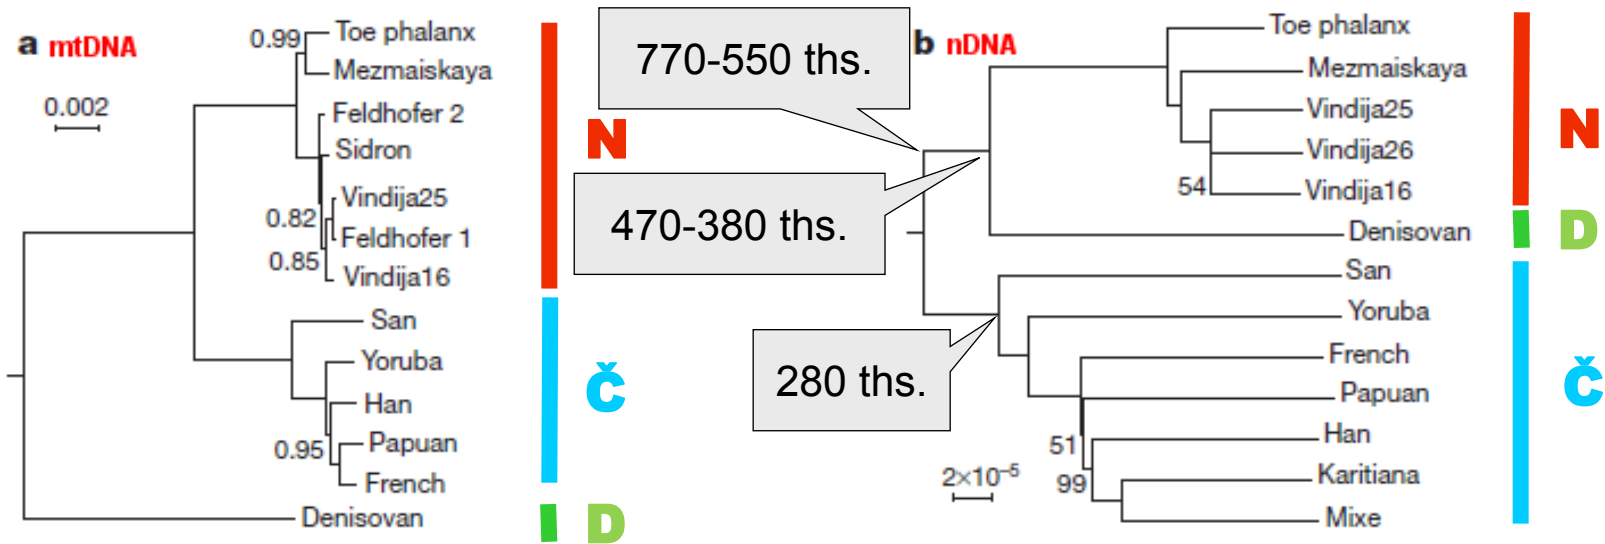 a mtDNA
0.002
0.99
Toe phalanx
Mezmaiskaya
Feldhofer 2
Sidron
Vindija25
0.82
Feldhofer 1
0.85
Vindija16
San
Yoruba
Han
0.95
Papuan
French
Denisovan
N
Č
D
770-550 ths.
470-380 ths.
280 ths.
b nDNA
Toe phalanx
Mezmaiskaya
Vindija25
Vindija26
54
Vindija16
Denisovan
San
Yoruba
French
Papuan
51
Han
2×10⁻⁵
99
Karitiana
Mixe
N
D
Č